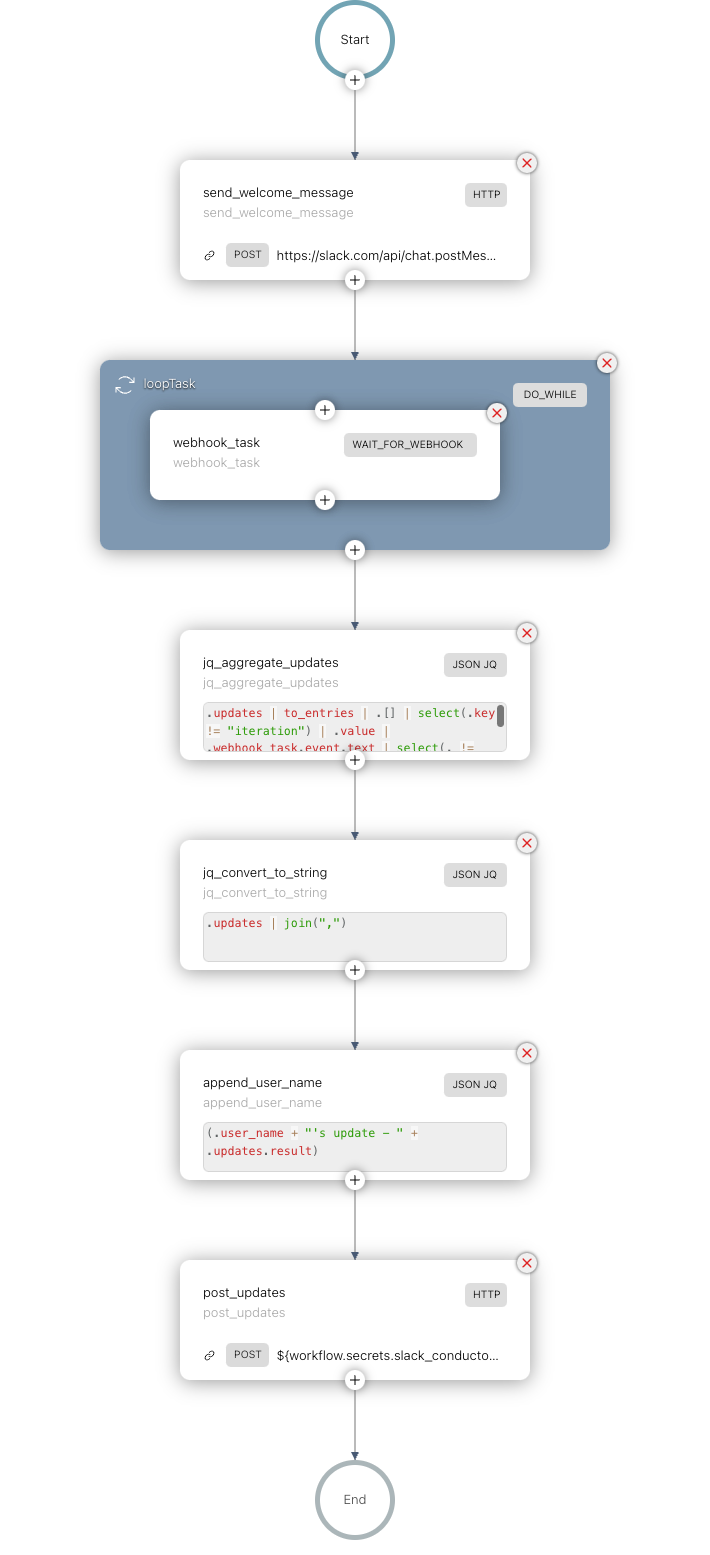 Start
send_welcome_message
HTTP
send_welcome_message
POST
https://slack.com/api/chat.postMes...
loopTask
DO_WHILE
webhook_task
WAIT_FOR_WEBHOOK
webhook_task
jq_aggregate_updates
JSON JQ
jq_aggregate_updates
.updates | to_entries | .[] | select(.key
!= "iteration") | .value |
.webhook_task.event.text | select(. !=
jq_convert_to_string
JSON JQ
jq_convert_to_string
.updates | join(",")
append_user_name
JSON JQ
append_user_name
(.user_name + "'s update - " +
.updates.result)
post_updates
HTTP
post_updates
POST
${workflow.secrets.slack_conducto...
End